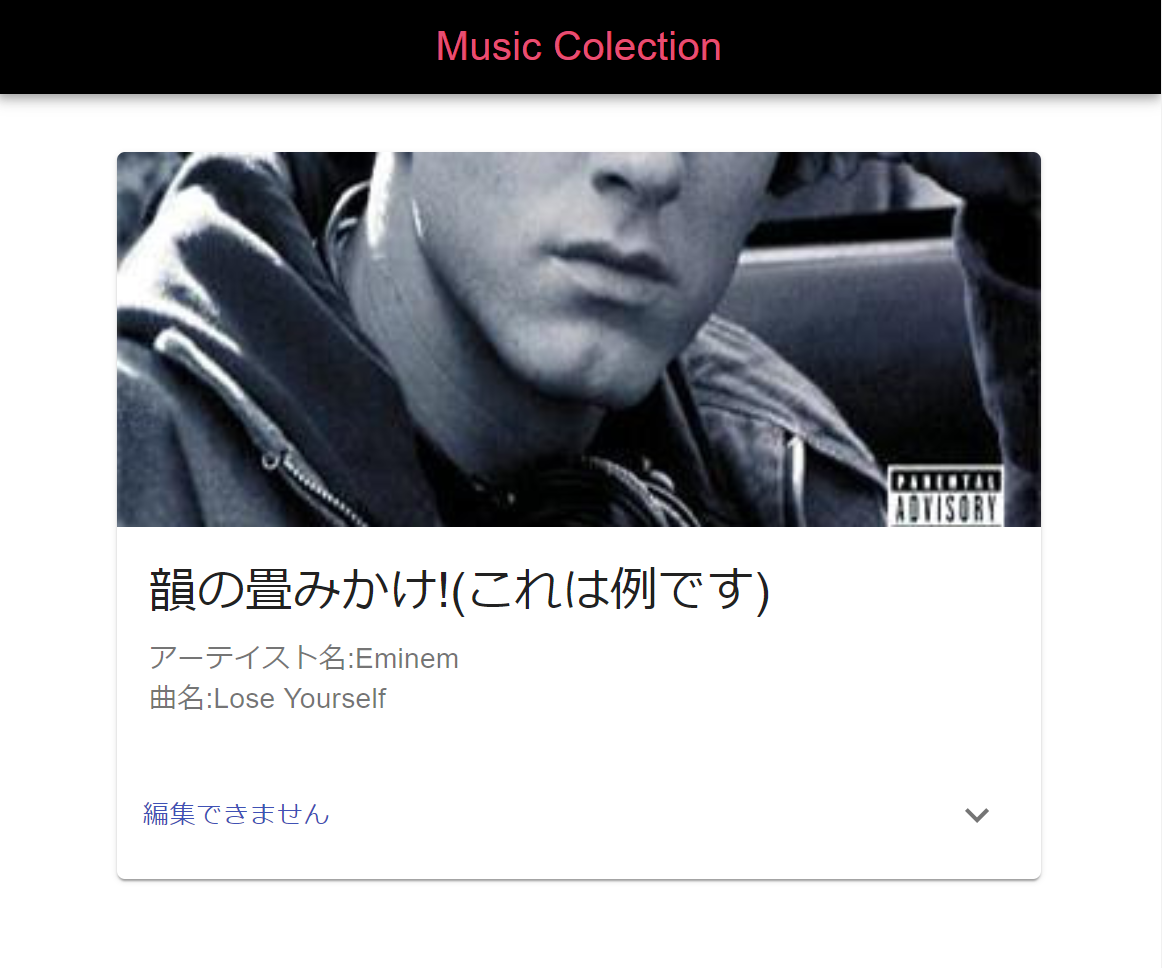 Music Colection
PARENTAL
ADVISORY
韻の畳みかけ!(これは例です)
アーテイスト名:Eminem
曲名:Lose Yourself
編集できません